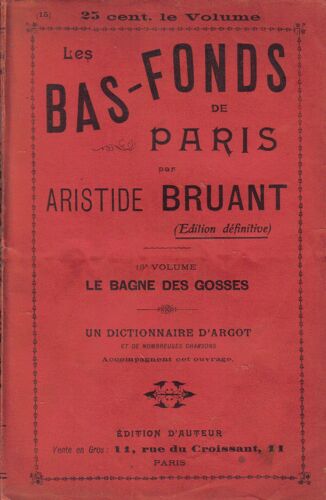 (15) 25 cent. le Volume
Les
BAS-FONDS
DE
PARIS
par
ARISTIDE BRUANT
(Edition définitive)
VOLUME
LE BAGNE DES GOSSES
UN DICTIONNAIRE D'ARGOT
ET DE NOMBREUSES CHANSONS
Accompagnent cet ouvrage.
ÉDITION D'AUTEUR
Vente en Gros : 11, rue du Croissant, 11
PARIS